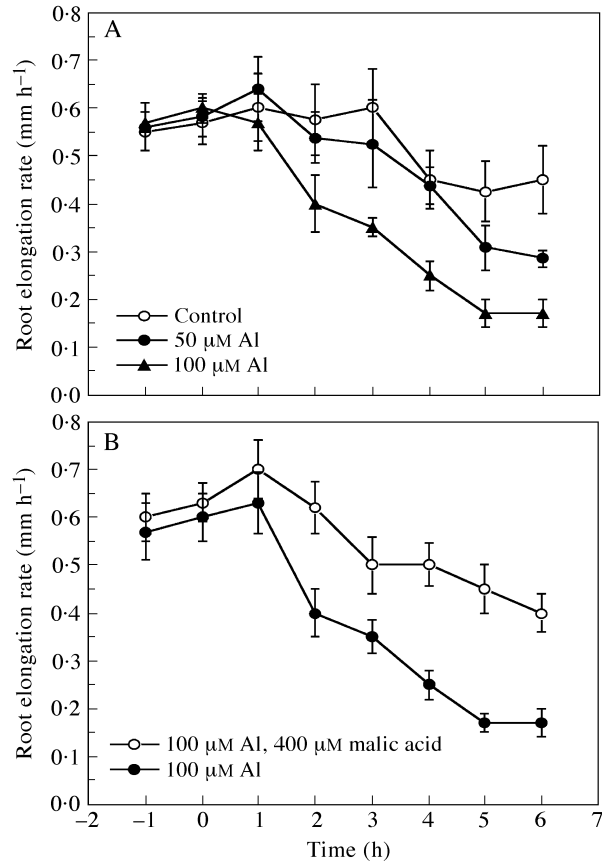 A
Root elongation rate (mm h⁻¹)
0·8
0·7
0·6
0·5
0·4
0·3
0·2
0·1
0·0
Control
50 μM Al
100 μM Al
B
Root elongation rate (mm h⁻¹)
0·8
0·7
0·6
0·5
0·4
0·3
0·2
0·1
0·0
100 μM Al, 400 μM malic acid
100 μM Al
−2 −1 0 1 2 3 4 5 6 7
Time (h)